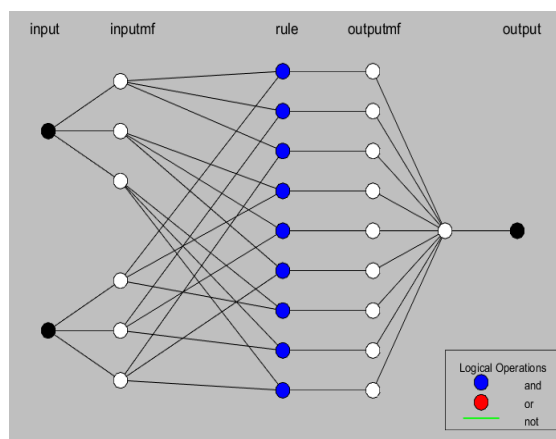 input inputmf rule outputmf output
Logical Operations
and
or
not